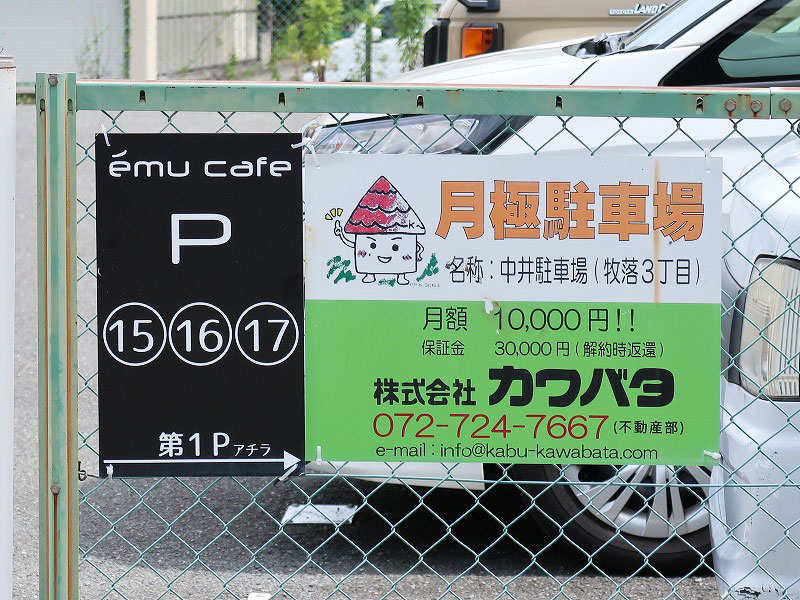 ému cafe
P
15 16 17
第1P アチラ
月極駐車場
名称：中井駐車場(牧落3丁目)
月額 10,000円!!
保証金 30,000円(解約時返還)
株式会社 カワバタ
072-724-7667(不動産部)
e-mail：info@kabu-kawabata.com